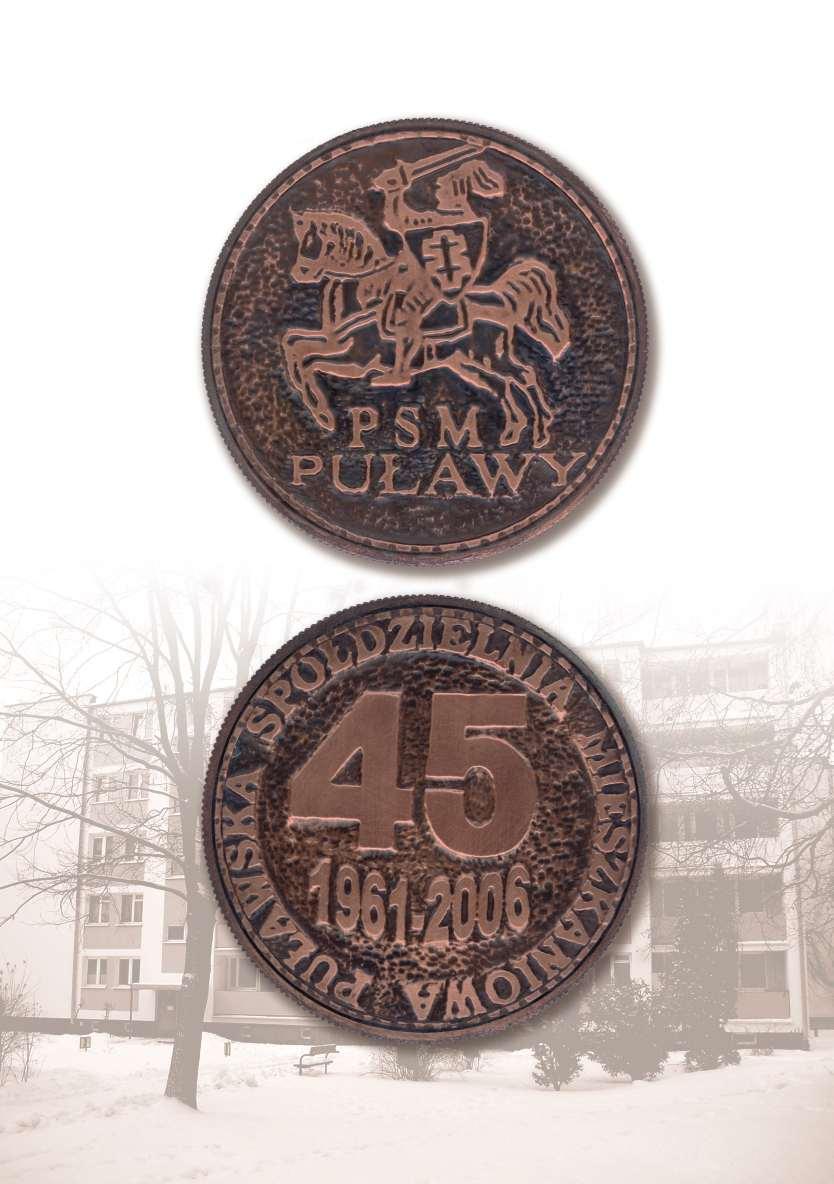 PSM
PUŁAWY
PUŁAWSKA SPÓŁDZIELNIA MIESZKANIOWA
45
1961-2006